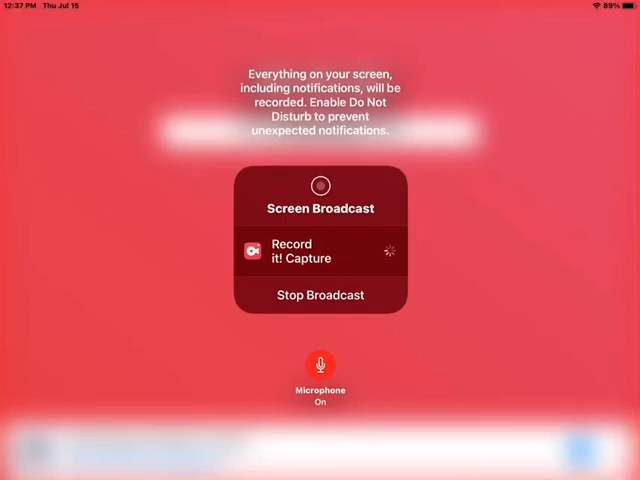 12:37 PM Thu Jul 15
89%
Everything on your screen,
including notifications, will be
recorded. Enable Do Not
Disturb to prevent
unexpected notifications.
Screen Broadcast
Record
it! Capture
Stop Broadcast
Microphone
On